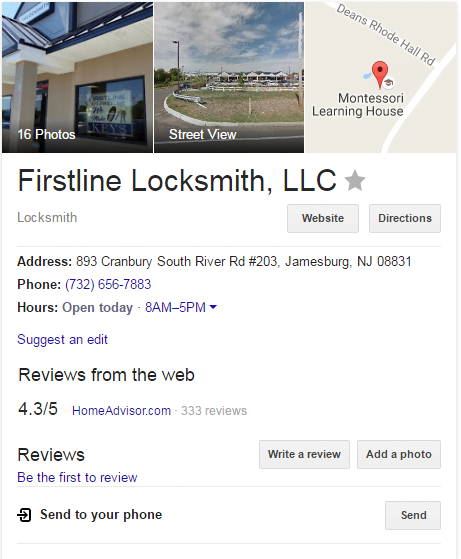 KEYS
16 Photos
Street View
Deans Rhode Hall Rd
Montessori
Learning House
Firstline Locksmith, LLC
Locksmith
Website
Directions
Address: 893 Cranbury South River Rd #203, Jamesburg, NJ 08831
Phone: (732) 656-7883
Hours: Open today · 8AM–5PM
Suggest an edit
Reviews from the web
4.3/5 HomeAdvisor.com · 333 reviews
Reviews
Write a review
Add a photo
Be the first to review
Send to your phone
Send